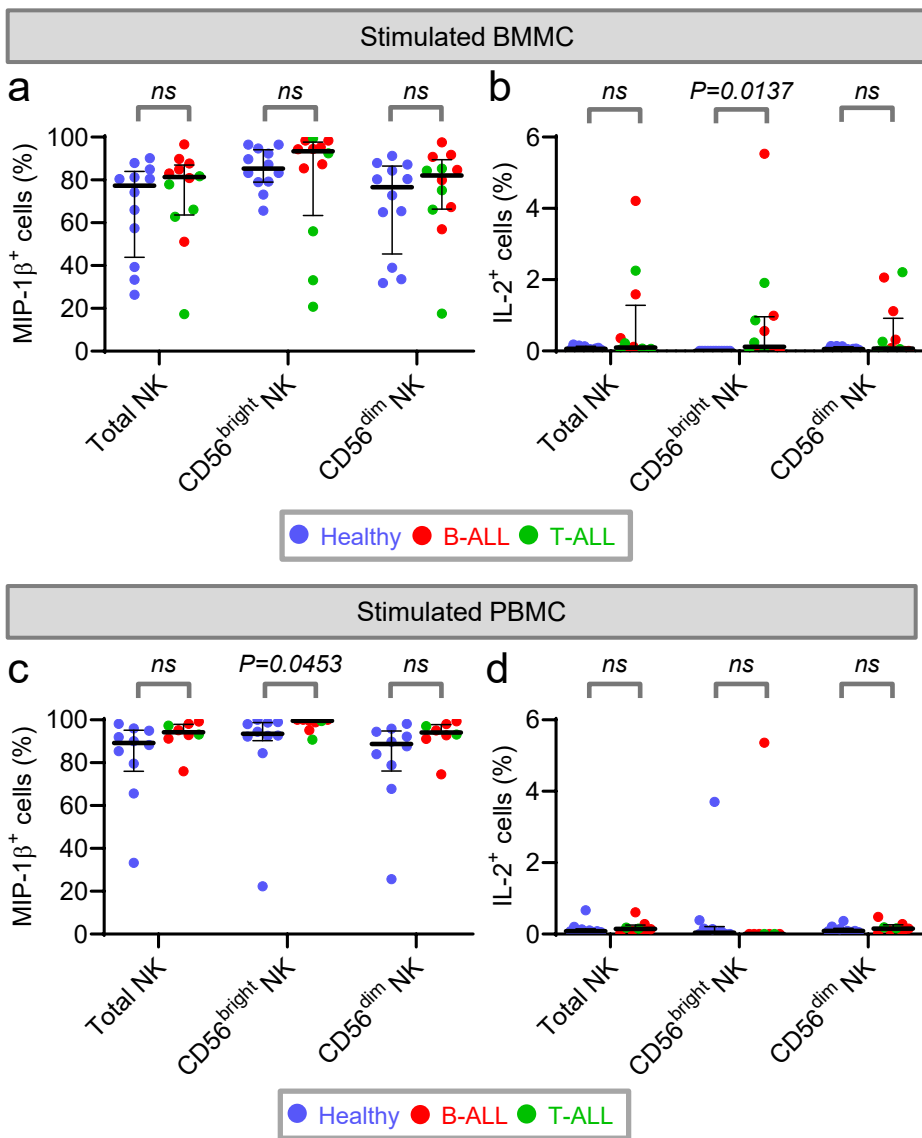 Stimulated BMMC
a
ns
ns
ns
MIP-1β⁺ cells (%)
100
80
60
40
20
0
Total NK
CD56ᵇʳⁱᵍʰᵗ NK
CD56ᵈⁱᵐ NK
b
ns
P=0.0137
ns
IL-2⁺ cells (%)
6
4
2
0
Total NK
CD56ᵇʳⁱᵍʰᵗ NK
CD56ᵈⁱᵐ NK
Healthy B-ALL T-ALL
Stimulated PBMC
c
ns
P=0.0453
ns
MIP-1β⁺ cells (%)
100
80
60
40
20
0
Total NK
CD56ᵇʳⁱᵍʰᵗ NK
CD56ᵈⁱᵐ NK
d
ns
ns
ns
IL-2⁺ cells (%)
6
4
2
0
Total NK
CD56ᵇʳⁱᵍʰᵗ NK
CD56ᵈⁱᵐ NK
Healthy B-ALL T-ALL